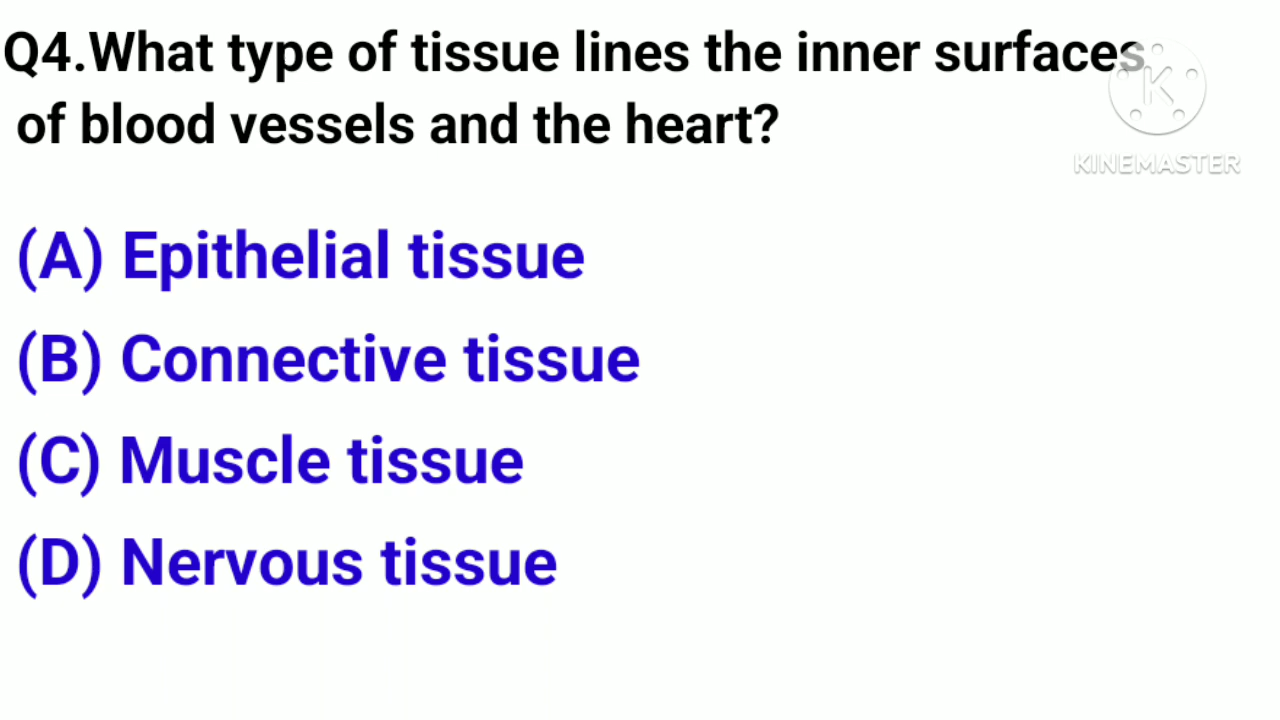 Q4.What type of tissue lines the inner surfaces
of blood vessels and the heart?
K
KINEMASTER
(A) Epithelial tissue
(B) Connective tissue
(C) Muscle tissue
(D) Nervous tissue